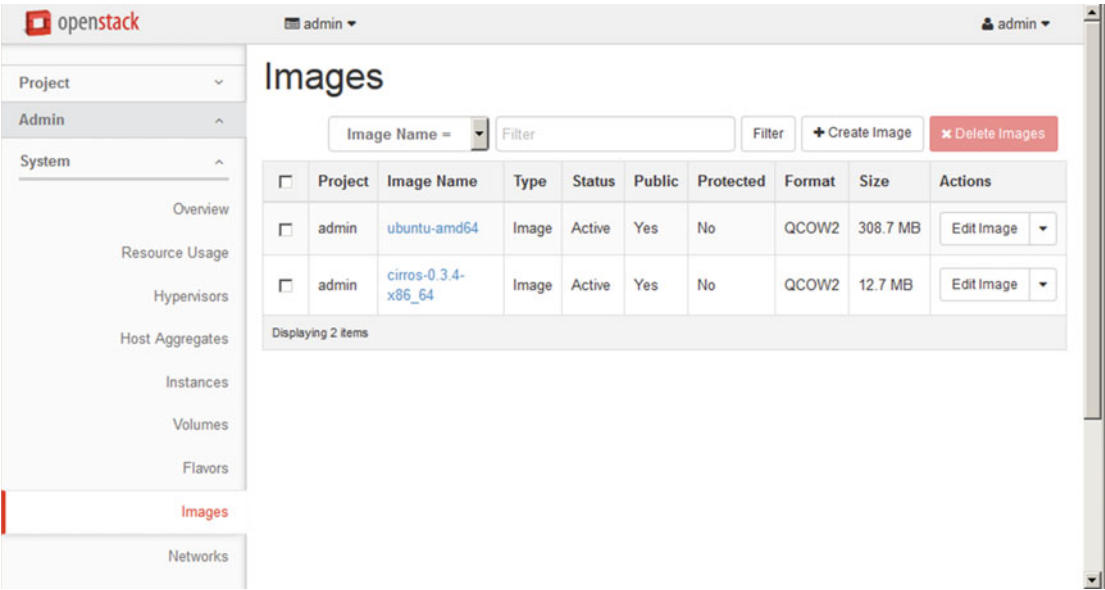 openstack
admin
admin
Project
Admin
System
Overview
Resource Usage
Hypervisors
Host Aggregates
Instances
Volumes
Flavors
Images
Networks
Images
Image Name = Filter Filter + Create Image × Delete Images
Project Image Name Type Status Public Protected Format Size Actions
admin ubuntu-amd64 Image Active Yes No QCOW2 308.7 MB Edit Image
admin cirros-0.3.4-x86_64 Image Active Yes No QCOW2 12.7 MB Edit Image
Displaying 2 items